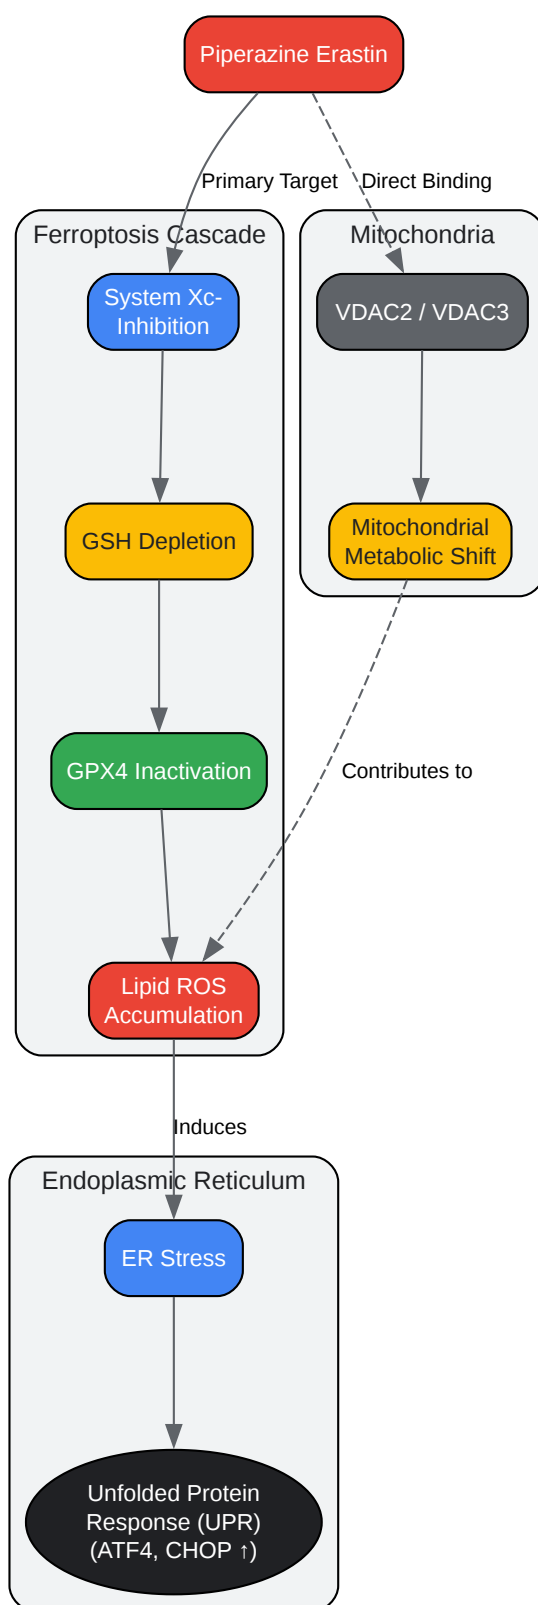 Piperazine Erastin
Primary Target
Direct Binding
Ferroptosis Cascade
Mitochondria
System Xc-
Inhibition
VDAC2 / VDAC3
GSH Depletion
Mitochondrial
Metabolic Shift
GPX4 Inactivation
Contributes to
Lipid ROS
Accumulation
Induces
Endoplasmic Reticulum
ER Stress
Unfolded Protein
Response (UPR)
(ATF4, CHOP ↑)